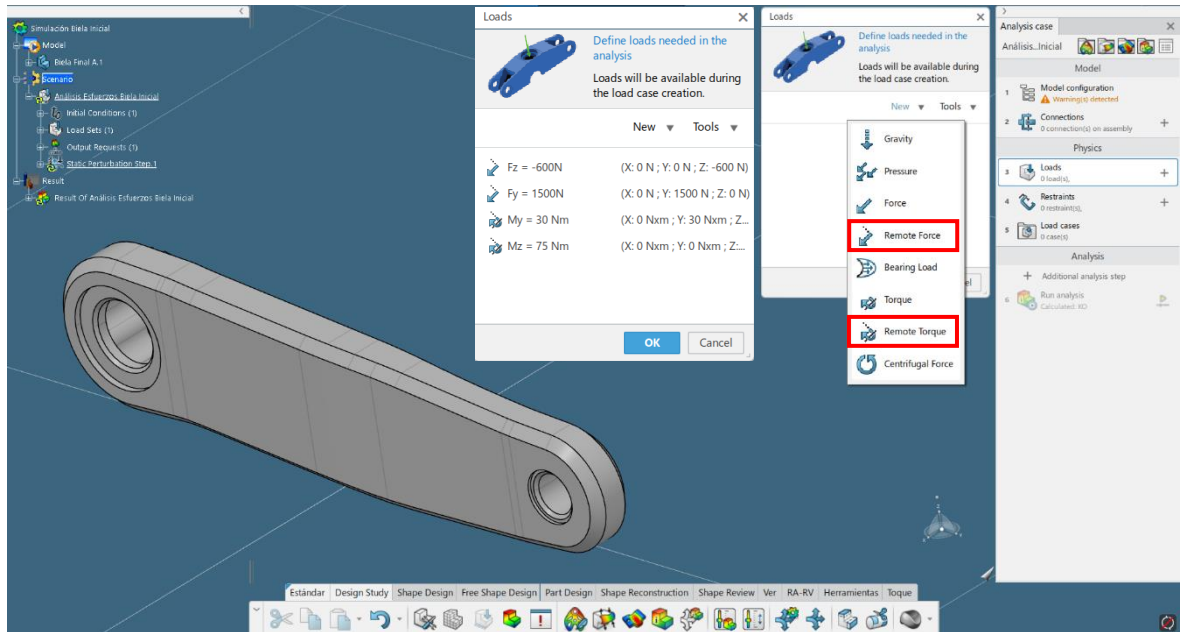 Simulación Biela Inicial
Model
Biela Final A.1
Scenario
Análisis Esfuerzos Biela Inicial
Initial Conditions (1)
Load Sets (1)
Output Requests (1)
Static Perturbation Step.1
Result
Result Of Análisis Esfuerzos Biela Inicial
Loads
Define loads needed in the
analysis
Loads will be available during
the load case creation.
New Tools
Fz = -600N (X: 0 N ; Y: 0 N ; Z: -600 N)
Fy = 1500N (X: 0 N ; Y: 1500 N ; Z: 0 N)
My = 30 Nm (X: 0 Nxm ; Y: 30 Nxm ; Z...
Mz = 75 Nm (X: 0 Nxm ; Y: 0 Nxm ; Z:...
OK Cancel
Loads
Define loads needed in the
analysis
Loads will be available during
the load case creation.
New Tools
Gravity
Pressure
Force
Remote Force
Bearing Load
Torque
Remote Torque
Centrifugal Force
Analysis case
Análisis...Inicial
Model
1 Model configuration
Warning(s) detected
2 Connections
0 connection(s) on assembly
Physics
3 Loads
0 load(s),
4 Restraints
0 restraint(s),
5 Load cases
0 case(s)
Analysis
Additional analysis step
6 Run analysis
Calculated: KO
Estándar Design Study Shape Design Free Shape Design Part Design Shape Reconstruction Shape Review Ver RA-RV Herramientas Toque